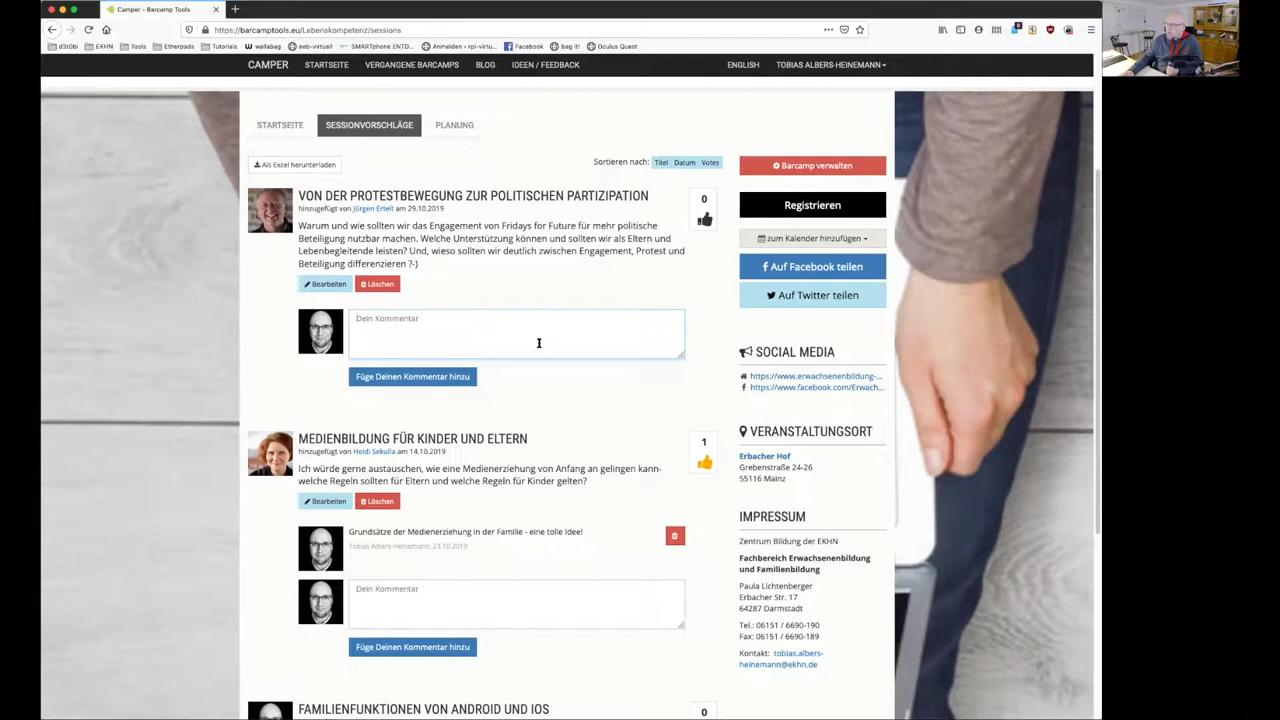 Camper - Barcamp Tools
https://barcamptools.eu/Lebenskompetenz/sessions
d3t0bi EKHN Tools Etherpads Tutorials wallabag eeb-virtuell SMARTphone ENTD... Anmelden ‹ rpi-virtu... Facebook bag it! Oculus Quest
CAMPER STARTSEITE VERGANGENE BARCAMPS BLOG IDEEN / FEEDBACK ENGLISH TOBIAS ALBERS-HEINEMANN
STARTSEITE SESSIONVORSCHLÄGE PLANUNG
Als Excel herunterladen
Sortieren nach: Titel Datum Votes
VON DER PROTESTBEWEGUNG ZUR POLITISCHEN PARTIZIPATION
hinzugefügt von Jürgen Ertelt am 29.10.2019
0
Warum und wie sollten wir das Engagement von Fridays for Future für mehr politische
Beteiligung nutzbar machen. Welche Unterstützung können und sollten wir als Eltern und
Lebenbegleitende leisten? Und, wieso sollten wir deutlich zwischen Engagement, Protest und
Beteiligung differenzieren ?-)
Bearbeiten Löschen
Dein Kommentar
Füge Deinen Kommentar hinzu
MEDIENBILDUNG FÜR KINDER UND ELTERN
hinzugefügt von Heidi Sekulla am 14.10.2019
1
Ich würde gerne austauschen, wie eine Medienerziehung von Anfang an gelingen kann-
welche Regeln sollten für Eltern und welche Regeln für Kinder gelten?
Bearbeiten Löschen
Grundsätze der Medienerziehung in der Familie - eine tolle Idee!
Tobias Albers-Heinemann, 23.10.2019
Dein Kommentar
Füge Deinen Kommentar hinzu
FAMILIENFUNKTIONEN VON ANDROID UND IOS
0
Barcamp verwalten
Registrieren
zum Kalender hinzufügen
Auf Facebook teilen
Auf Twitter teilen
SOCIAL MEDIA
https://www.erwachsenenbildung-...
https://www.facebook.com/Erwach...
VERANSTALTUNGSORT
Erbacher Hof
Grebenstraße 24-26
55116 Mainz
IMPRESSUM
Zentrum Bildung der EKHN
Fachbereich Erwachsenenbildung
und Familienbildung
Paula Lichtenberger
Erbacher Str. 17
64287 Darmstadt
Tel.: 06151 / 6690-190
Fax: 06151 / 6690-189
Kontakt: tobias.albers-
heinemann@ekhn.de